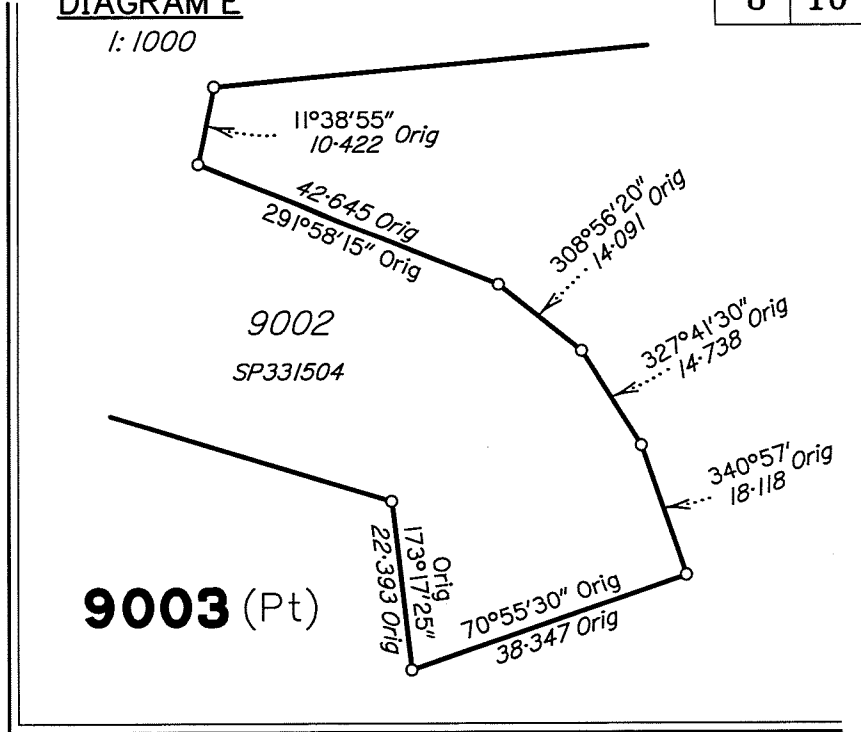 DIAGRAM E
1:1000
8 10
11°38'55" Orig
10·422
42·645 Orig
291°58'15" Orig
308°56'20" Orig
14·091
9002
SP331504
327°41'30" Orig
14·738
340°57' Orig
18·118
173°17'25" Orig
22·393 Orig
70°55'30" Orig
38·347 Orig
9003 (Pt)